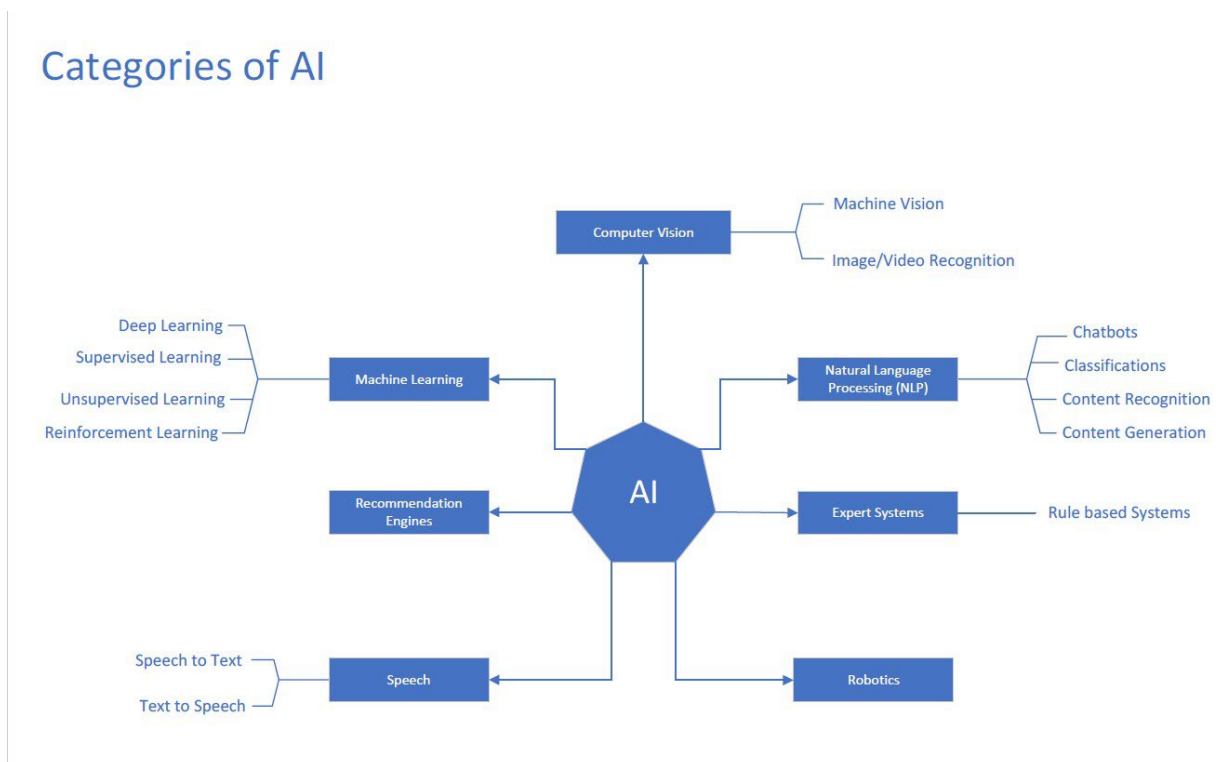 Categories of AI
Computer Vision
Machine Vision
Image/Video Recognition
Deep Learning
Supervised Learning
Unsupervised Learning
Reinforcement Learning
Machine Learning
Natural Language
Processing (NLP)
Chatbots
Classifications
Content Recognition
Content Generation
AI
Recommendation
Engines
Expert Systems
Rule based Systems
Speech to Text
Text to Speech
Speech
Robotics